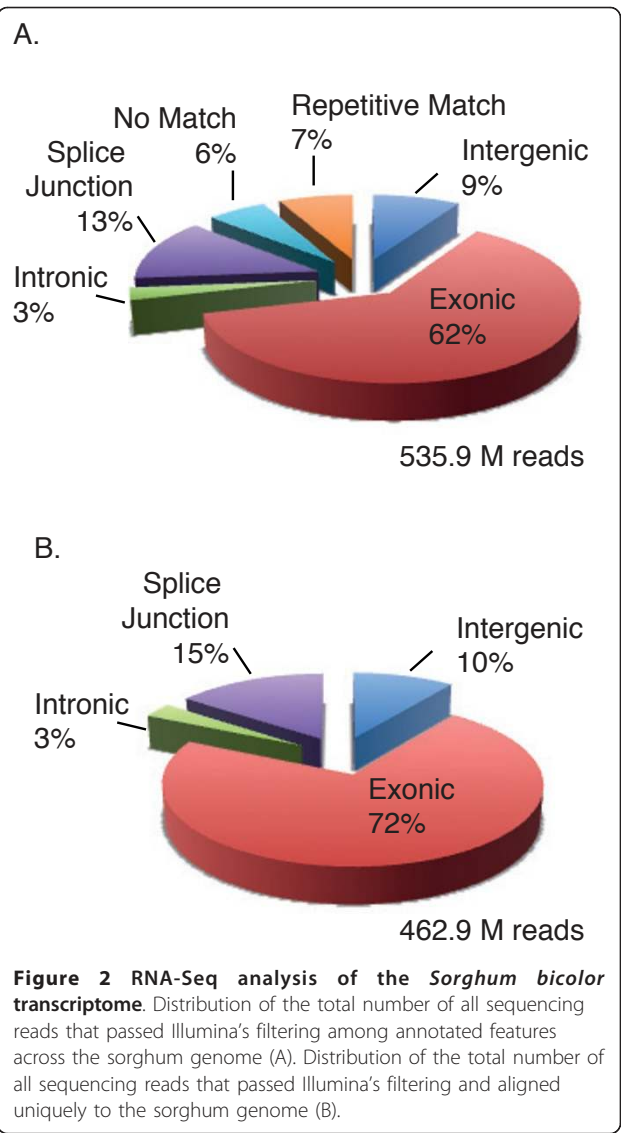 A.
No Match
6%
Repetitive Match
7%
Splice
Junction
13%
Intergenic
9%
Intronic
3%
Exonic
62%
535.9 M reads
B.
Splice
Junction
15%
Intergenic
10%
Intronic
3%
Exonic
72%
462.9 M reads
Figure 2 RNA-Seq analysis of the Sorghum bicolor
transcriptome. Distribution of the total number of all sequencing
reads that passed Illumina's filtering among annotated features
across the sorghum genome (A). Distribution of the total number of
all sequencing reads that passed Illumina's filtering and aligned
uniquely to the sorghum genome (B).